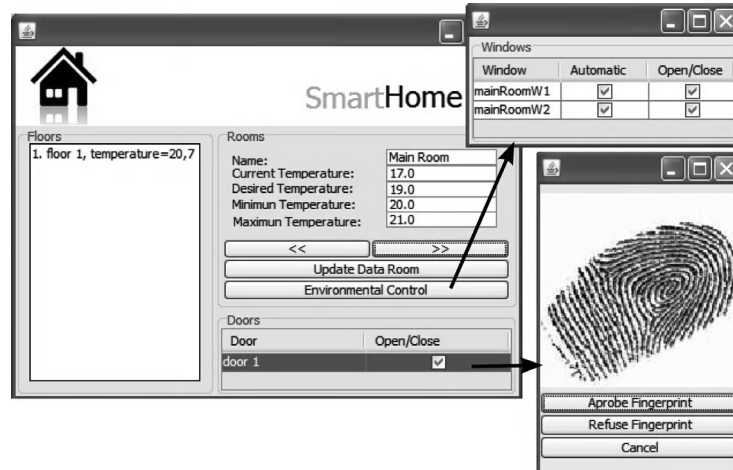 SmartHome
Floors
1. floor 1, temperature=20,7
Rooms
Name: Main Room
Current Temperature: 17.0
Desired Temperature: 19.0
Minimun Temperature: 20.0
Maximun Temperature: 21.0
<< >>
Update Data Room
Environmental Control
Doors
Door Open/Close
door 1
Windows
Window Automatic Open/Close
mainRoomW1
mainRoomW2
Aprobe Fingerprint
Refuse Fingerprint
Cancel